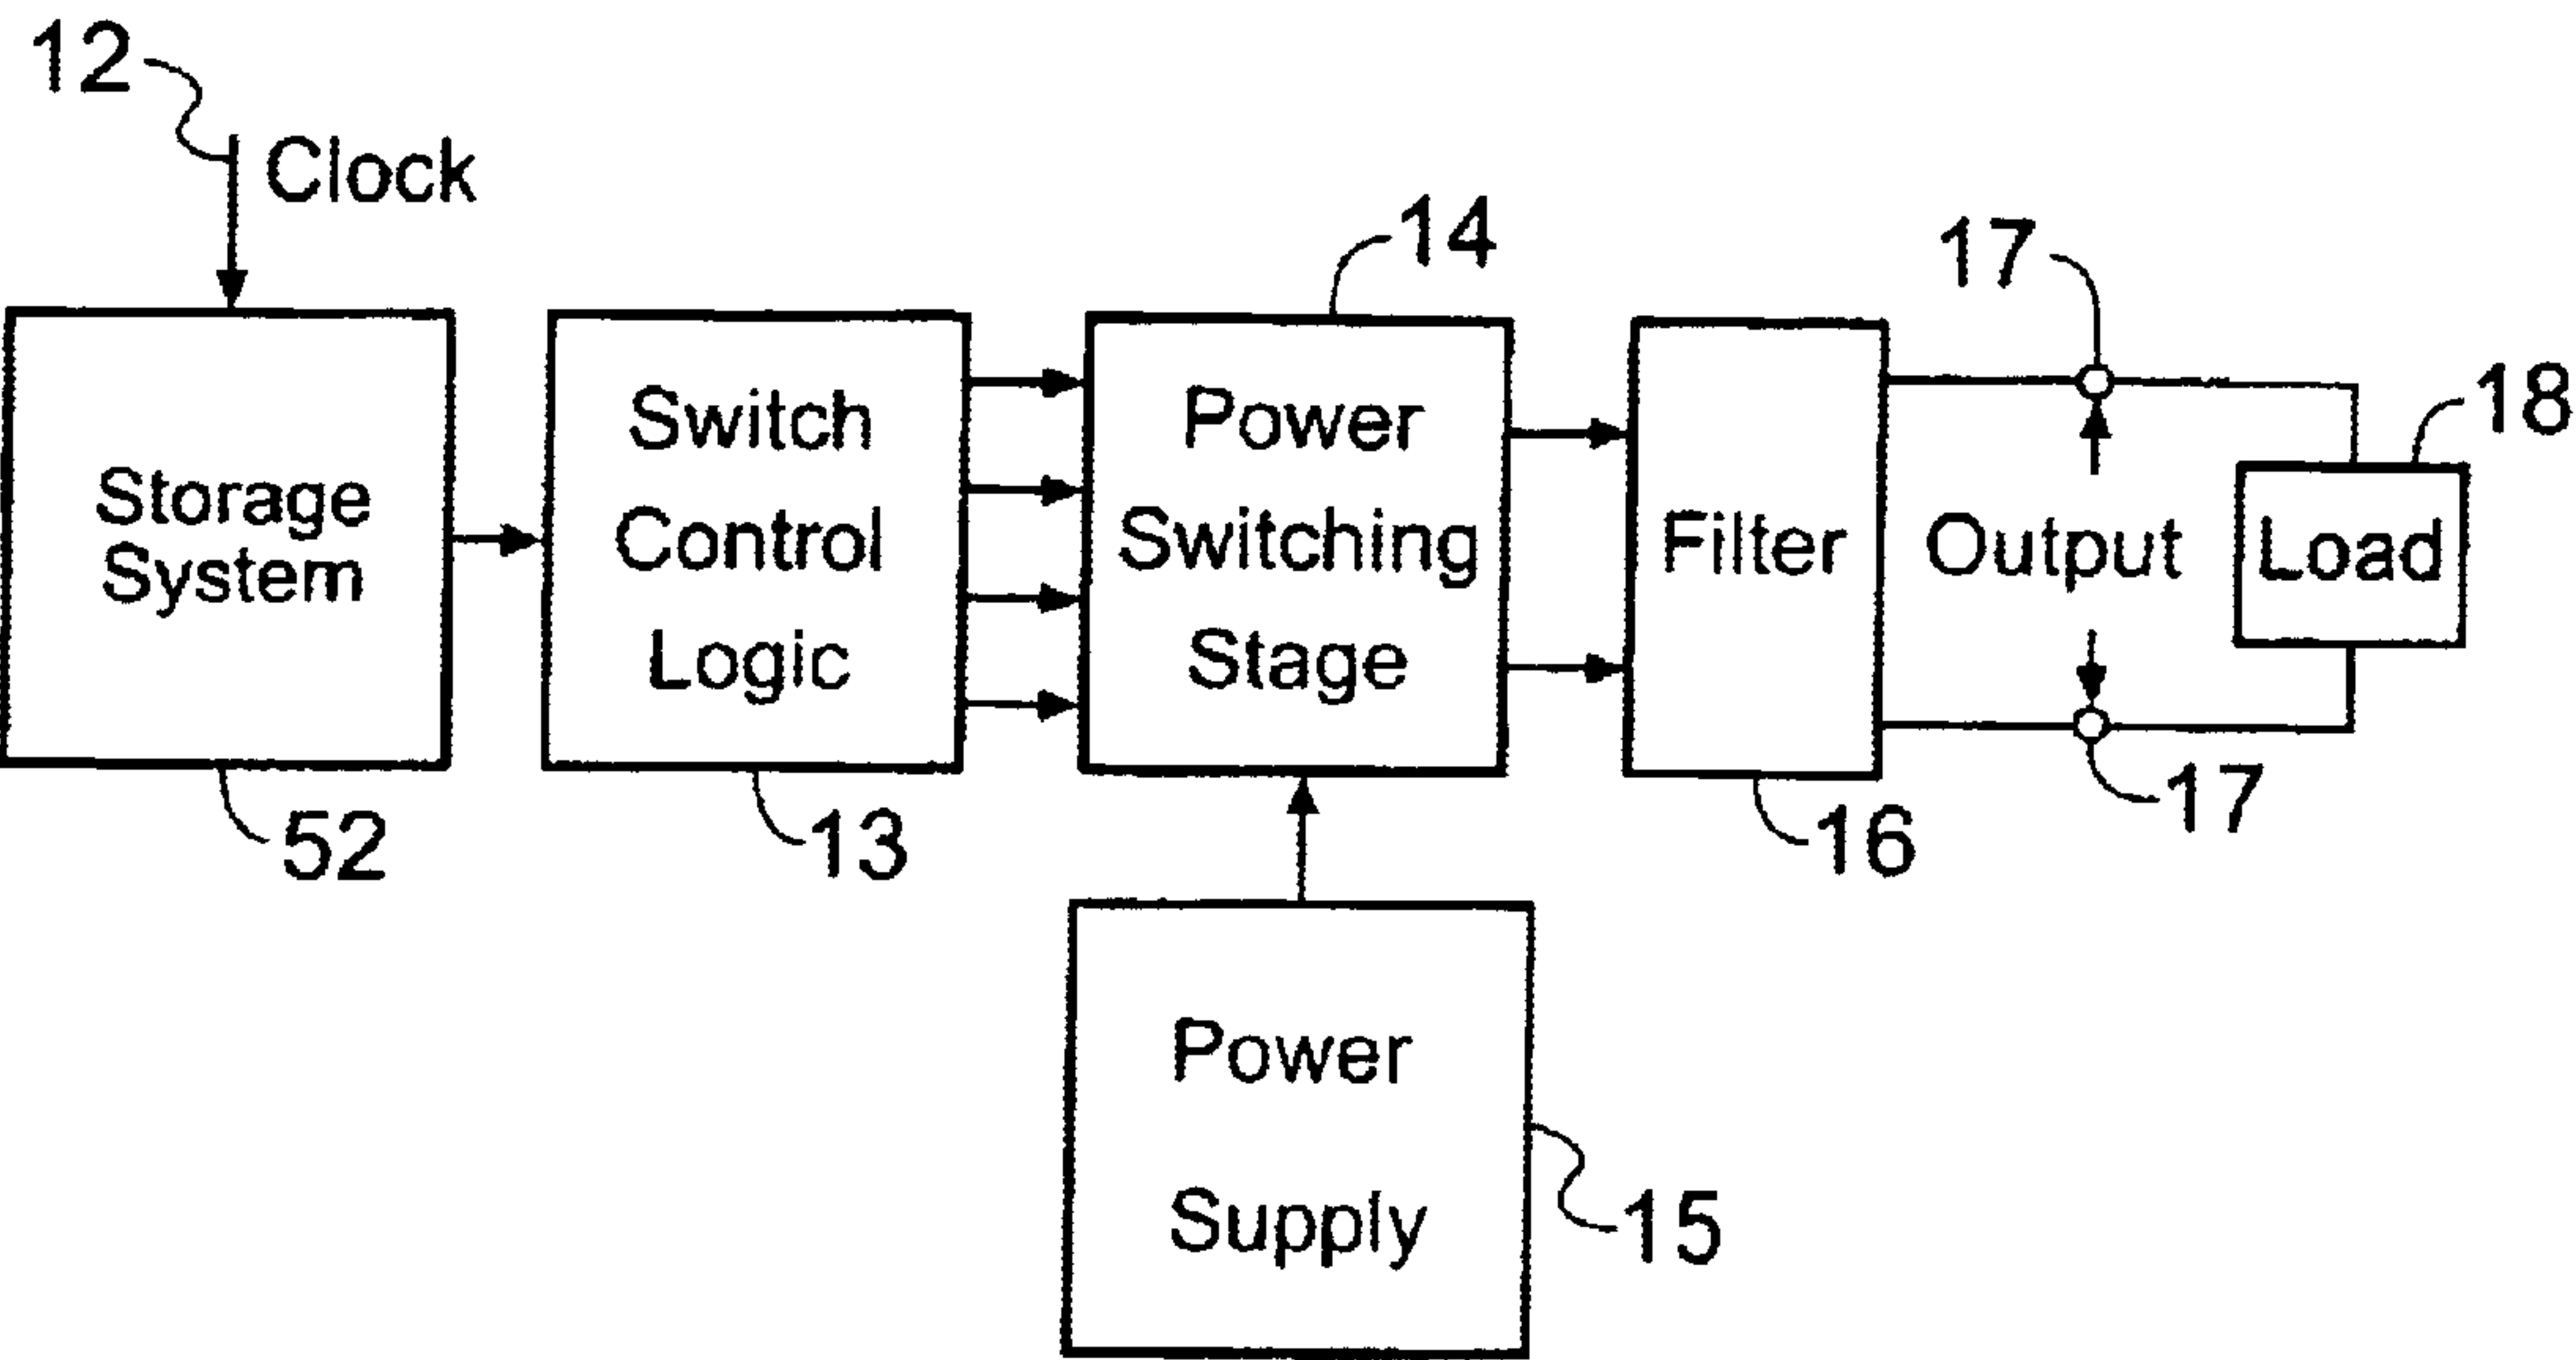 12
Clock
14
17
18
Storage
System
Switch
Control
Logic
Power
Switching
Stage
Filter
Output
Load
52
13
16
17
Power
Supply
15